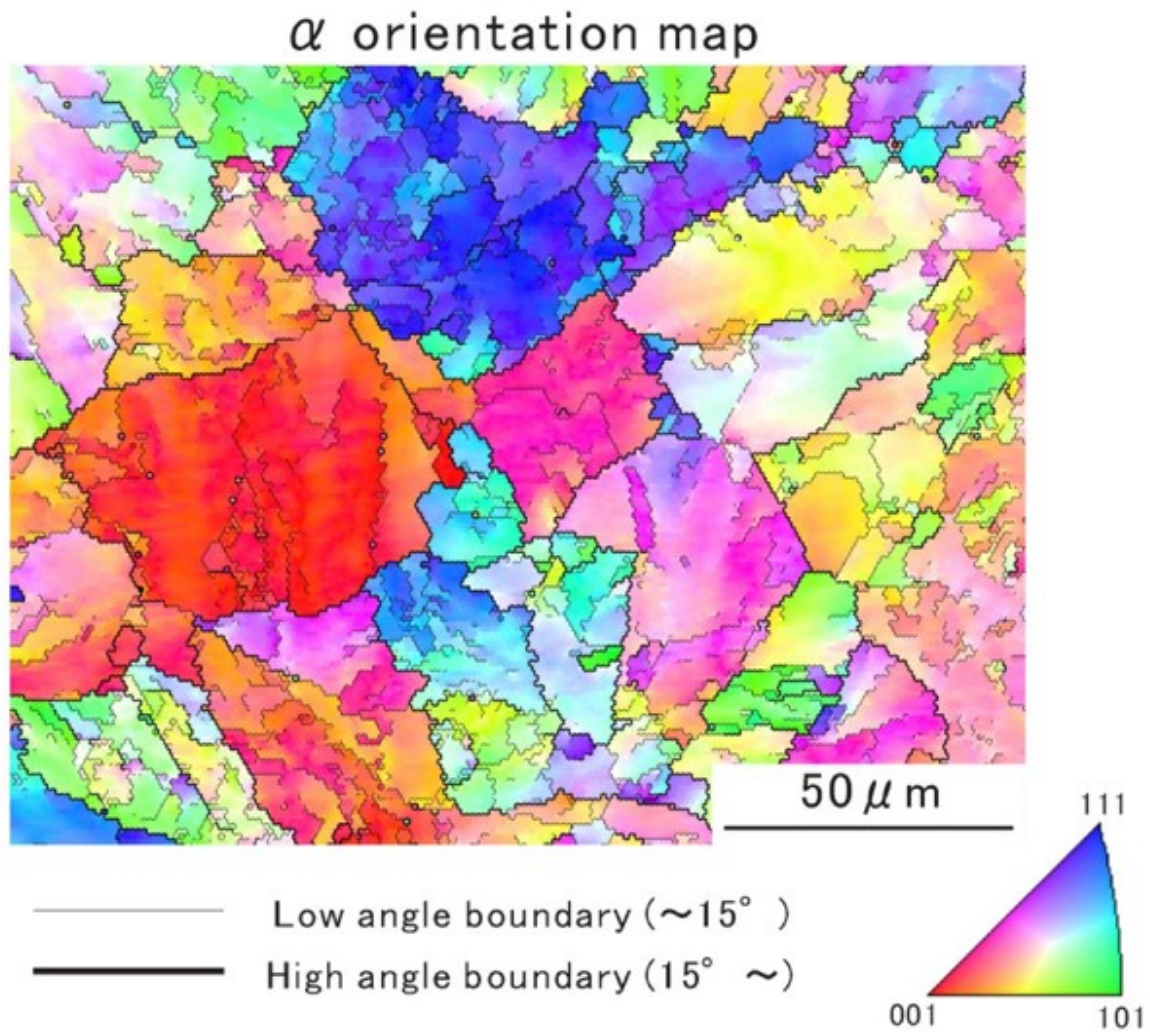 α orientation map
50μm
111
Low angle boundary (～15°)
High angle boundary (15°～)
001
101